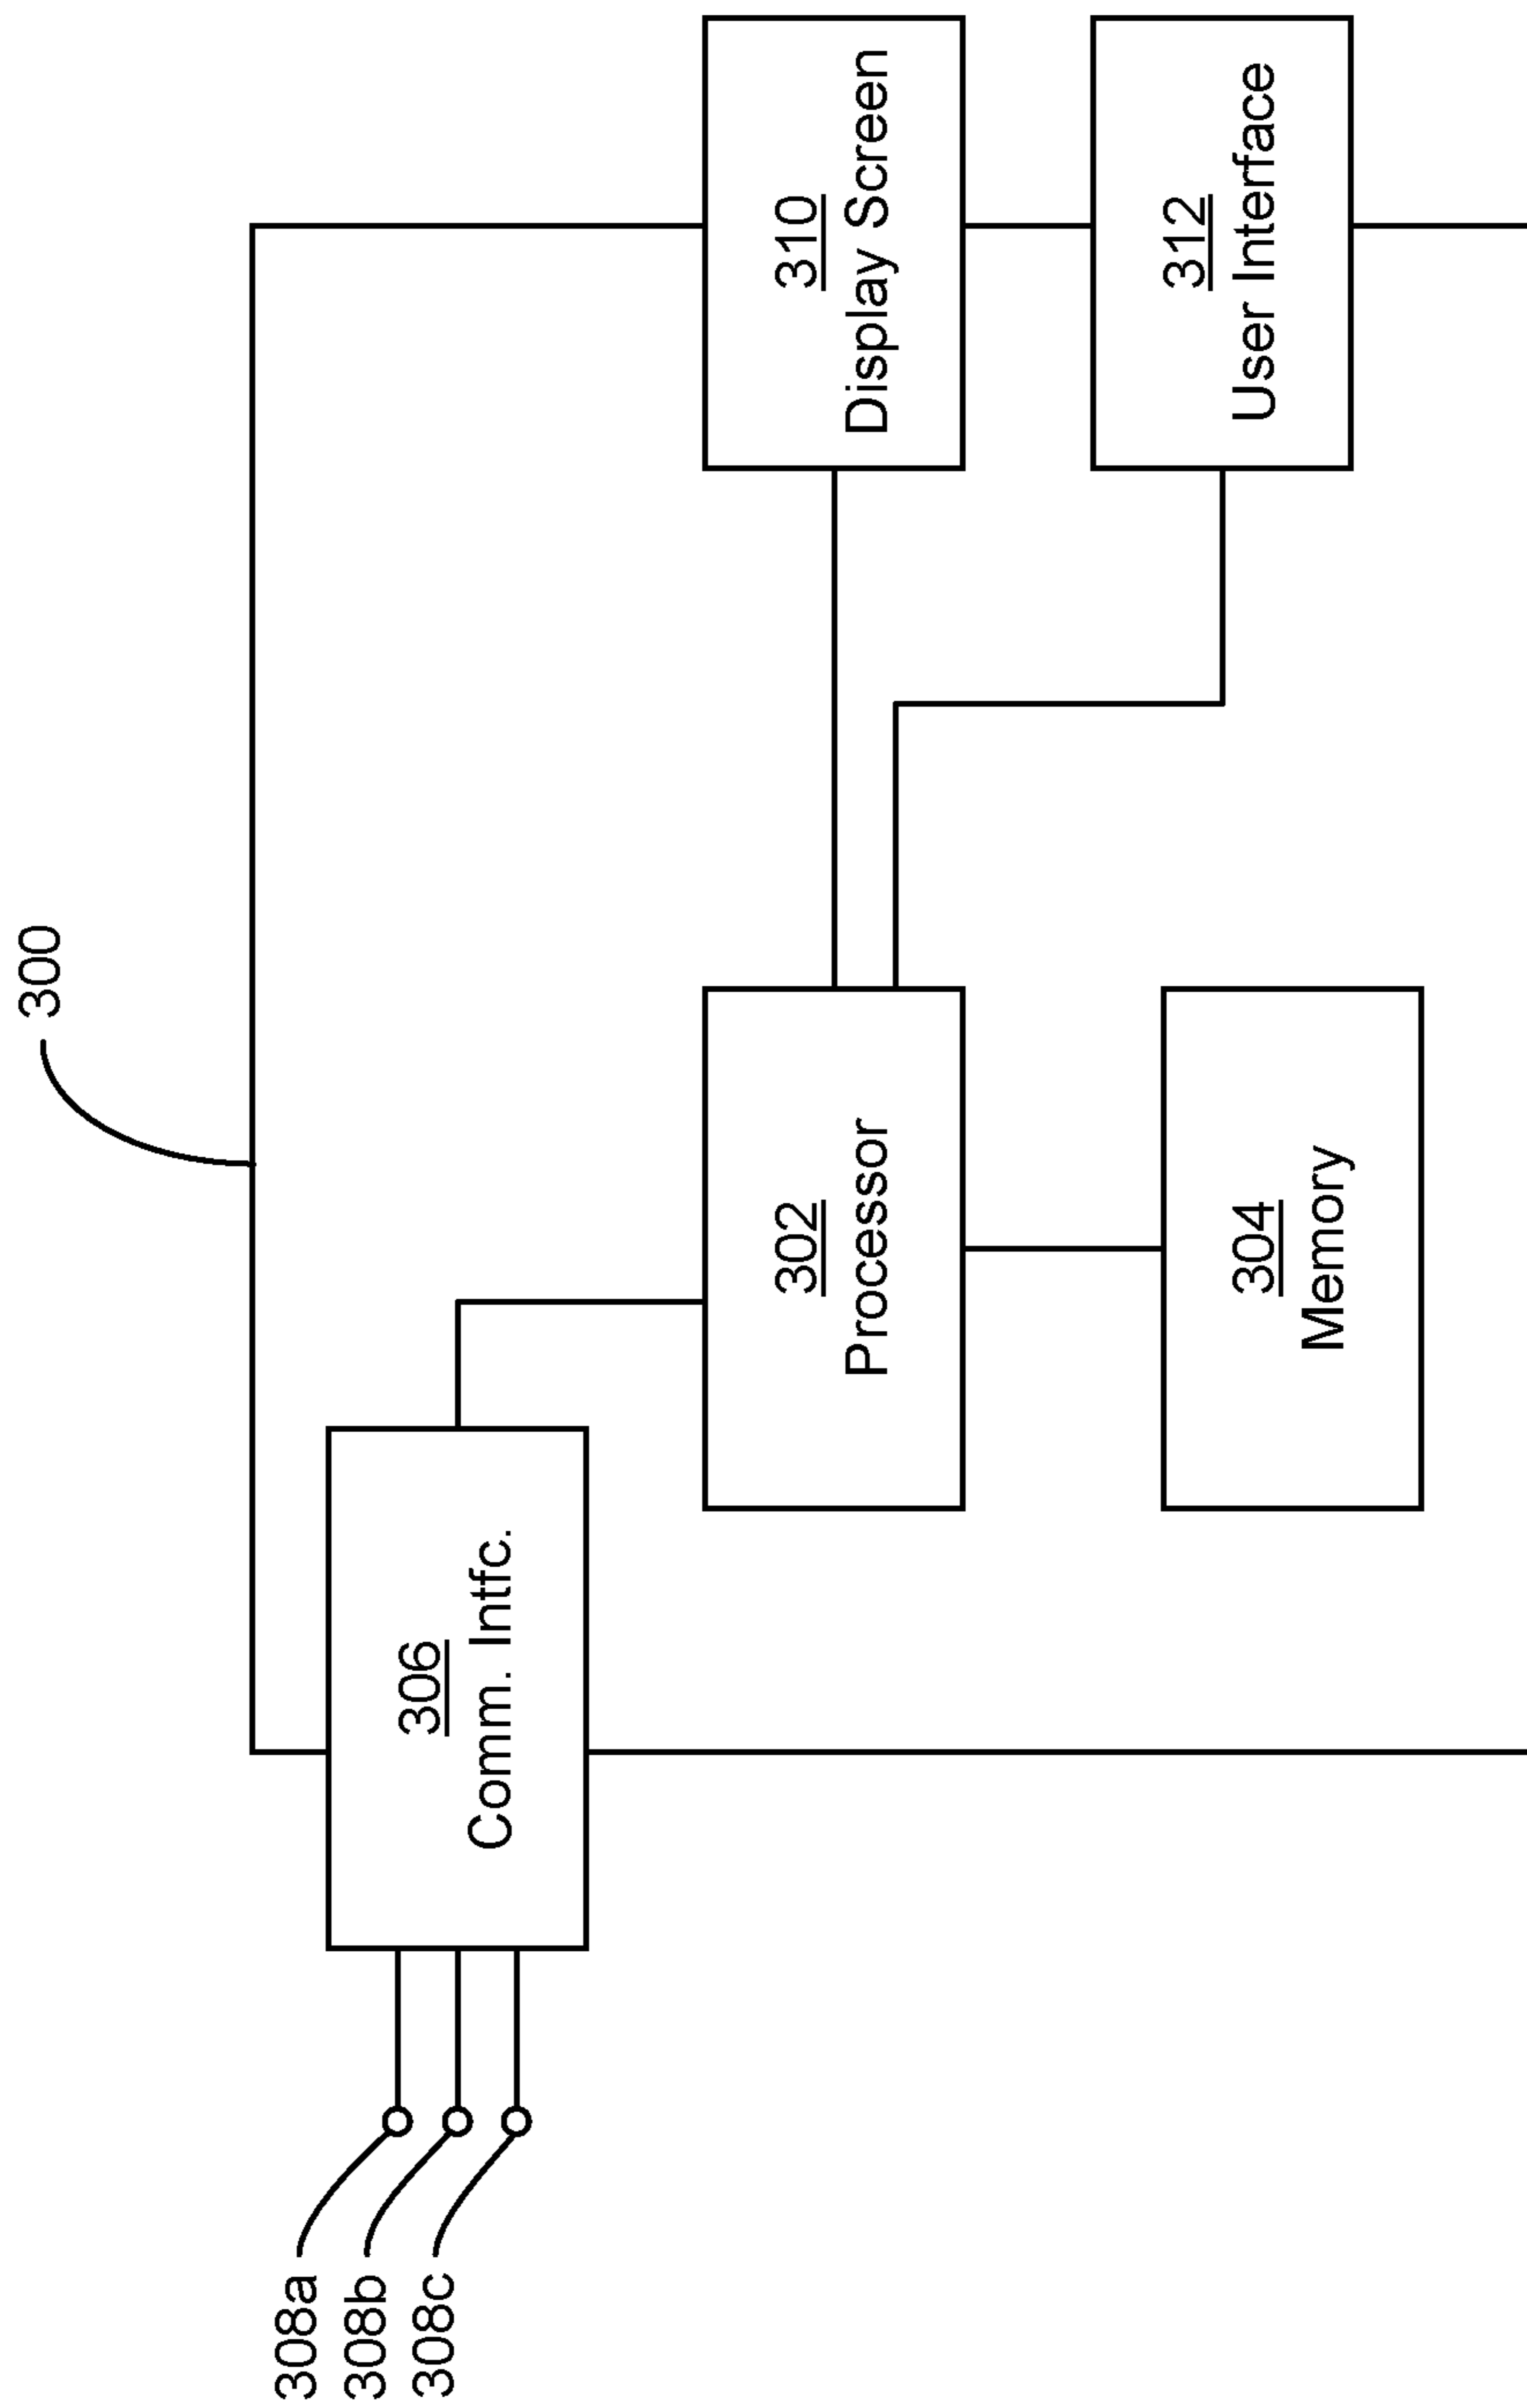 300
308a
308b
308c
306
Comm. Intfc.
302
Processor
310
Display Screen
304
Memory
312
User Interface